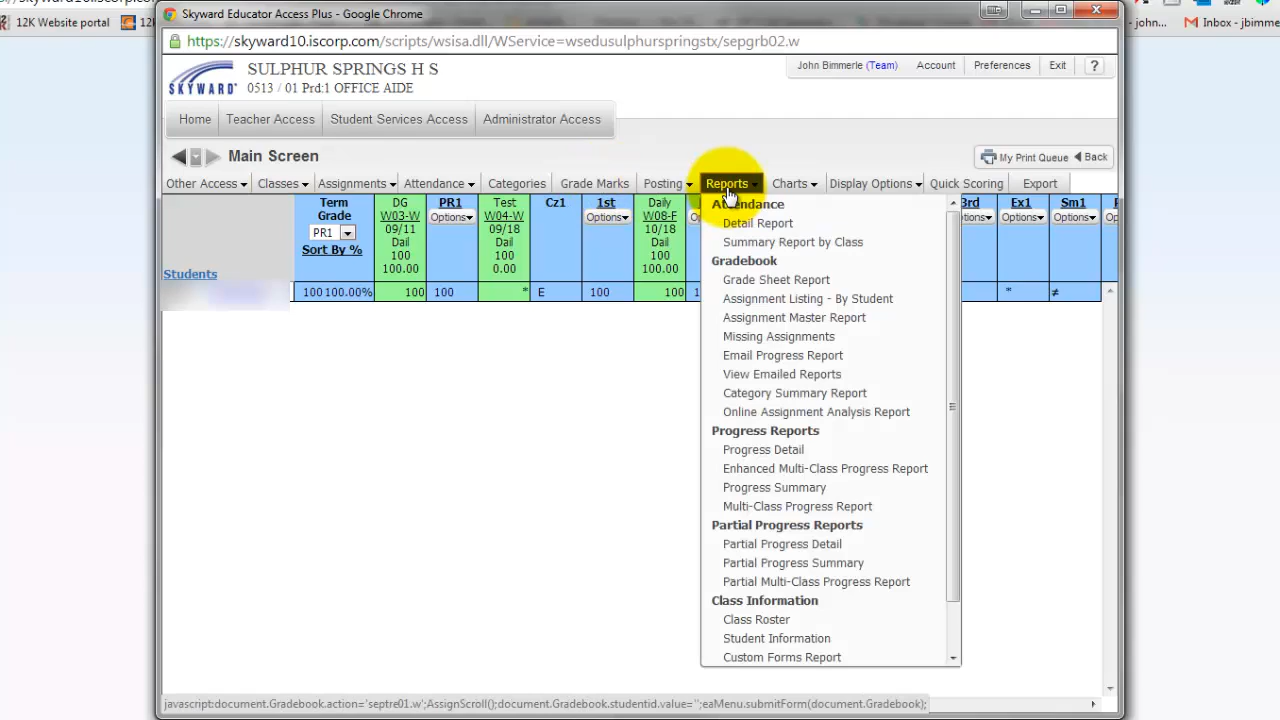 12K Website portal
12K
Skyward Educator Access Plus - Google Chrome
john...
Inbox - jbimme
https://skyward10.iscorp.com/scripts/wsisa.dll/WService=wsedusulphurspringstx/sepgrb02.w
SKYWARD
SULPHUR SPRINGS H S
0513 / 01 Prd:1 OFFICE AIDE
John Bimmerle (Team) Account Preferences Exit ?
Home Teacher Access Student Services Access Administrator Access
Main Screen
My Print Queue Back
Other Access Classes Assignments Attendance Categories Grade Marks Posting Reports Charts Display Options Quick Scoring Export
Term Grade
PR1
Sort By %
DG
W03-W
09/11
Dail
100
100.00
PR1
Options
Test
W04-W
09/18
Dail
100
0.00
Cz1
1st
Options
Daily
W08-F
10/18
Dail
100
100.00
3rd
Ex1
Options
Sm1
Options
Students
100 100.00% 100 100 * E 100 100 * ≠
Attendance
Detail Report
Summary Report by Class
Gradebook
Grade Sheet Report
Assignment Listing - By Student
Assignment Master Report
Missing Assignments
Email Progress Report
View Emailed Reports
Category Summary Report
Online Assignment Analysis Report
Progress Reports
Progress Detail
Enhanced Multi-Class Progress Report
Progress Summary
Multi-Class Progress Report
Partial Progress Reports
Partial Progress Detail
Partial Progress Summary
Partial Multi-Class Progress Report
Class Information
Class Roster
Student Information
Custom Forms Report
javascript:document.Gradebook.action='septre01.w';AssignScroll();document.Gradebook.studentid.value='';eaMenu.submitForm(document.Gradebook);